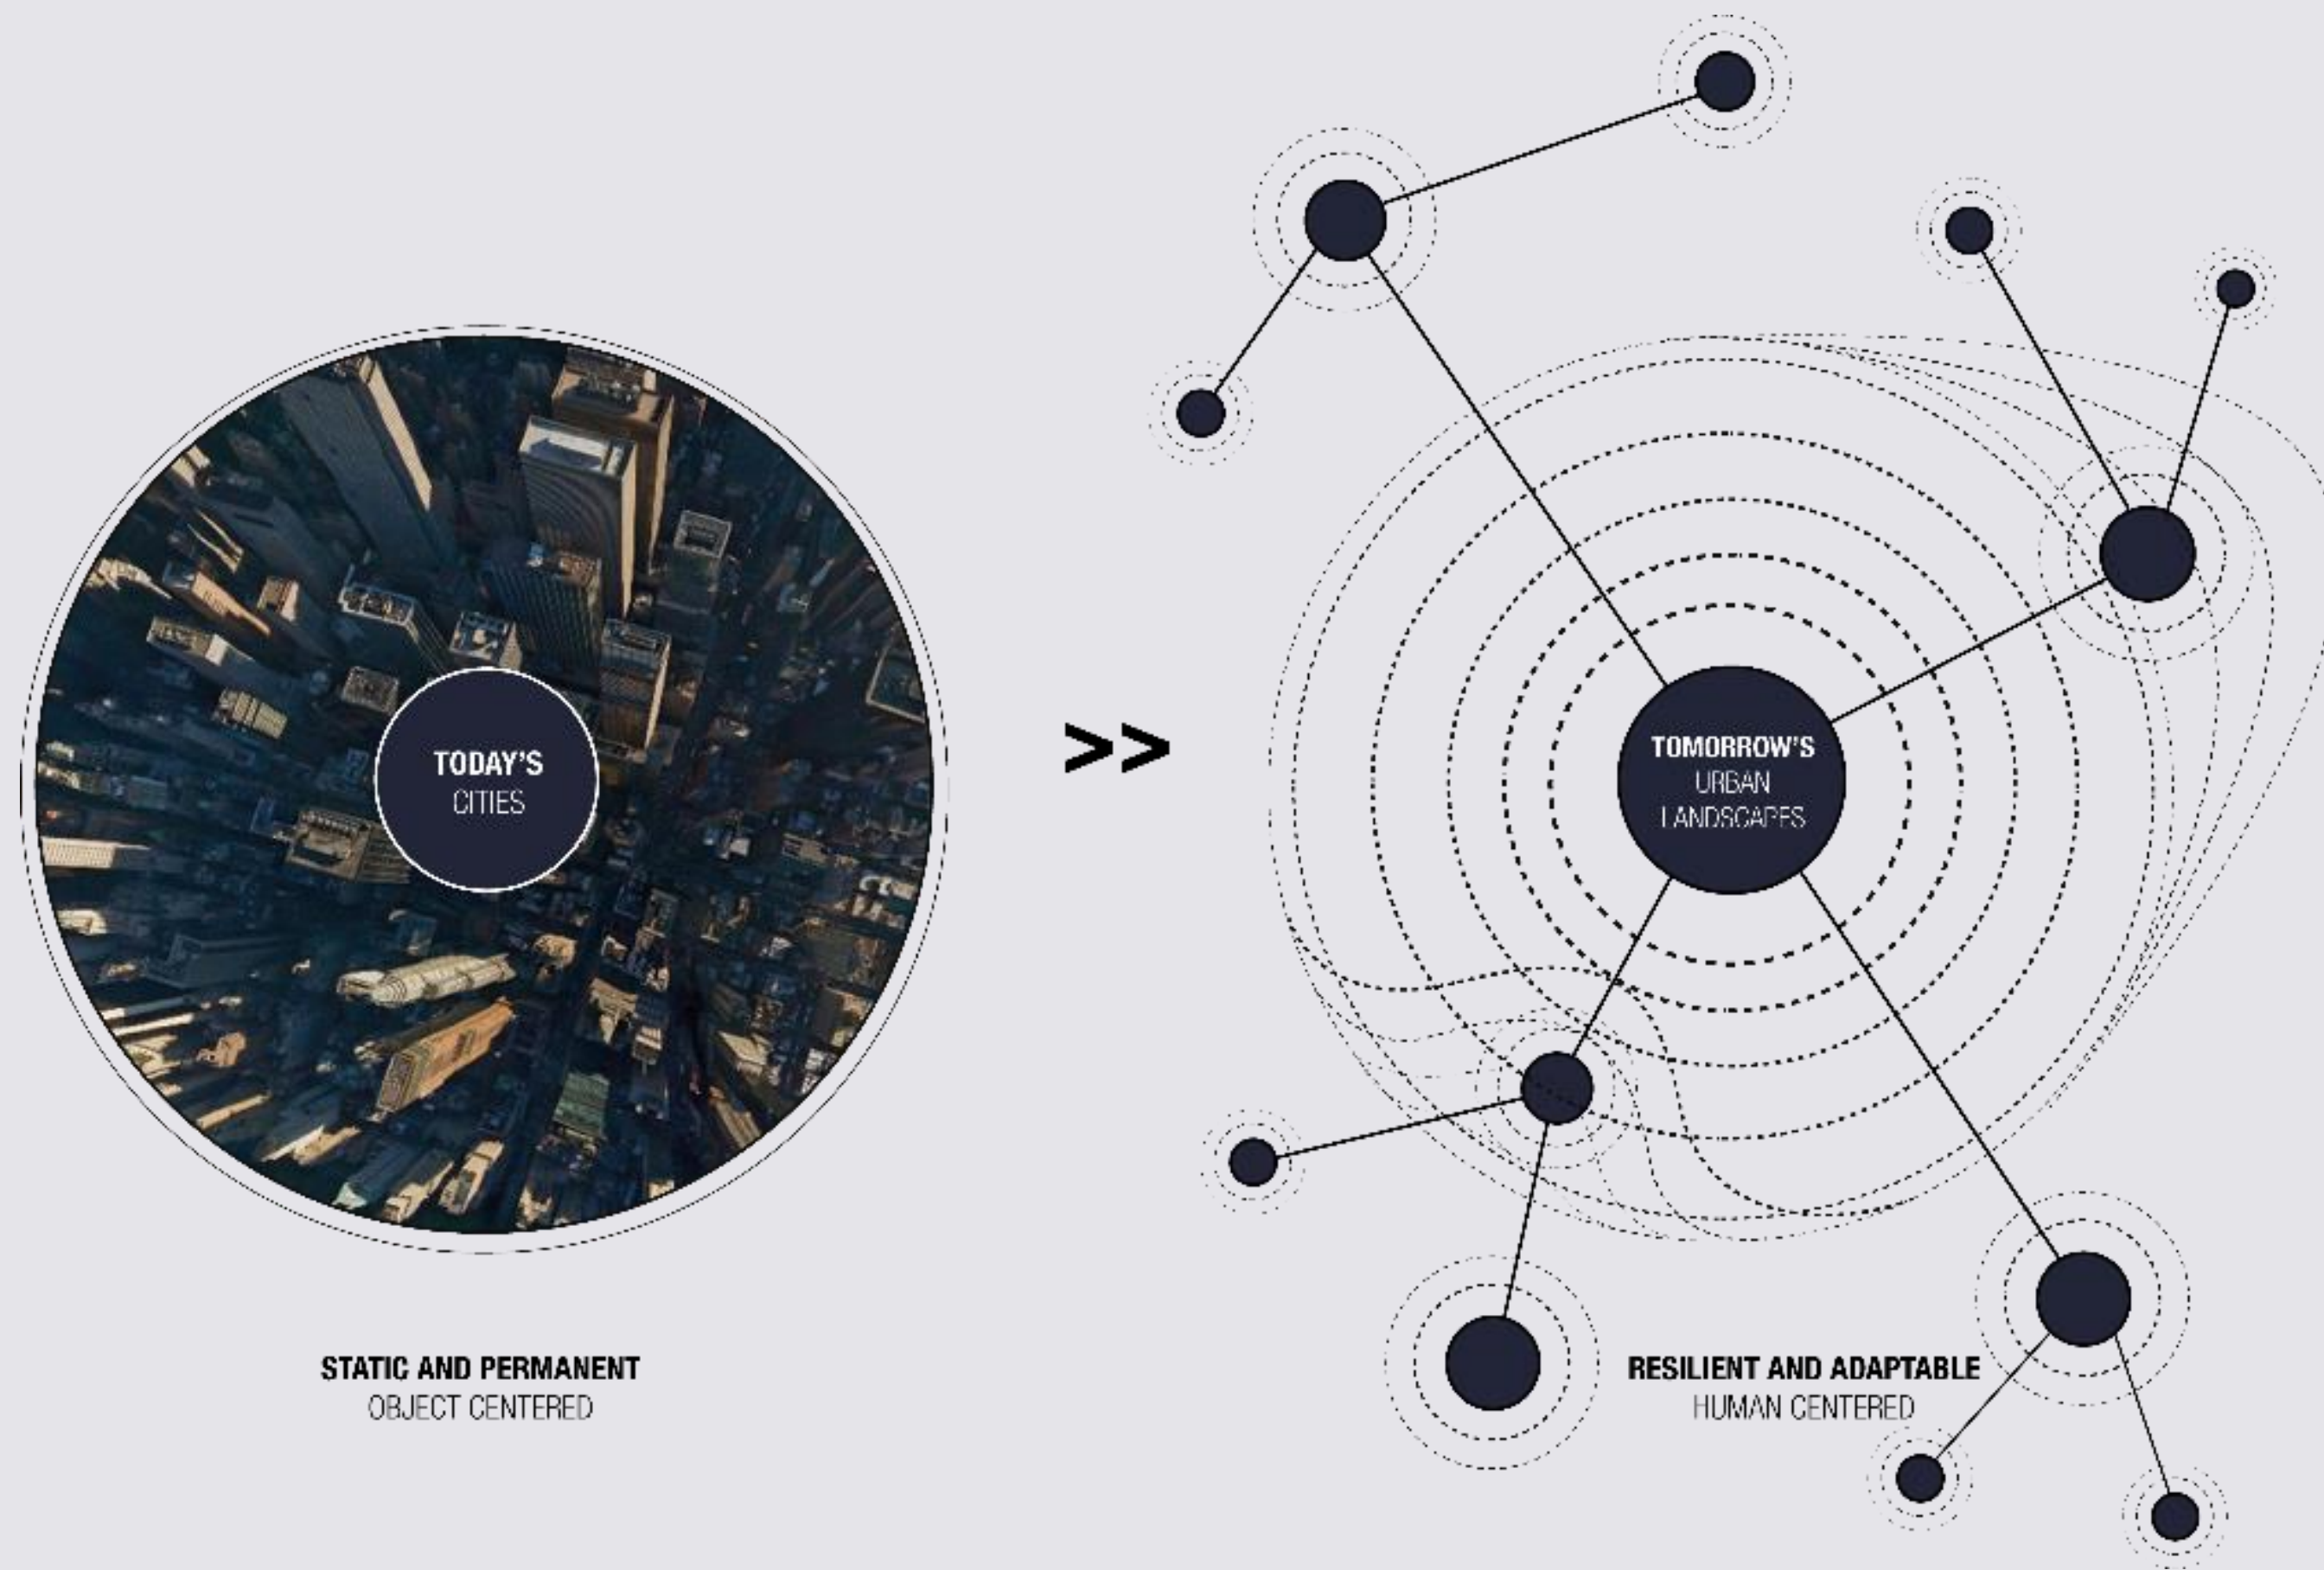 TODAY'S
CITIES
>>
TOMORROW'S
URBAN
LANDSCAPES
STATIC AND PERMANENT
OBJECT CENTERED
RESILIENT AND ADAPTABLE
HUMAN CENTERED